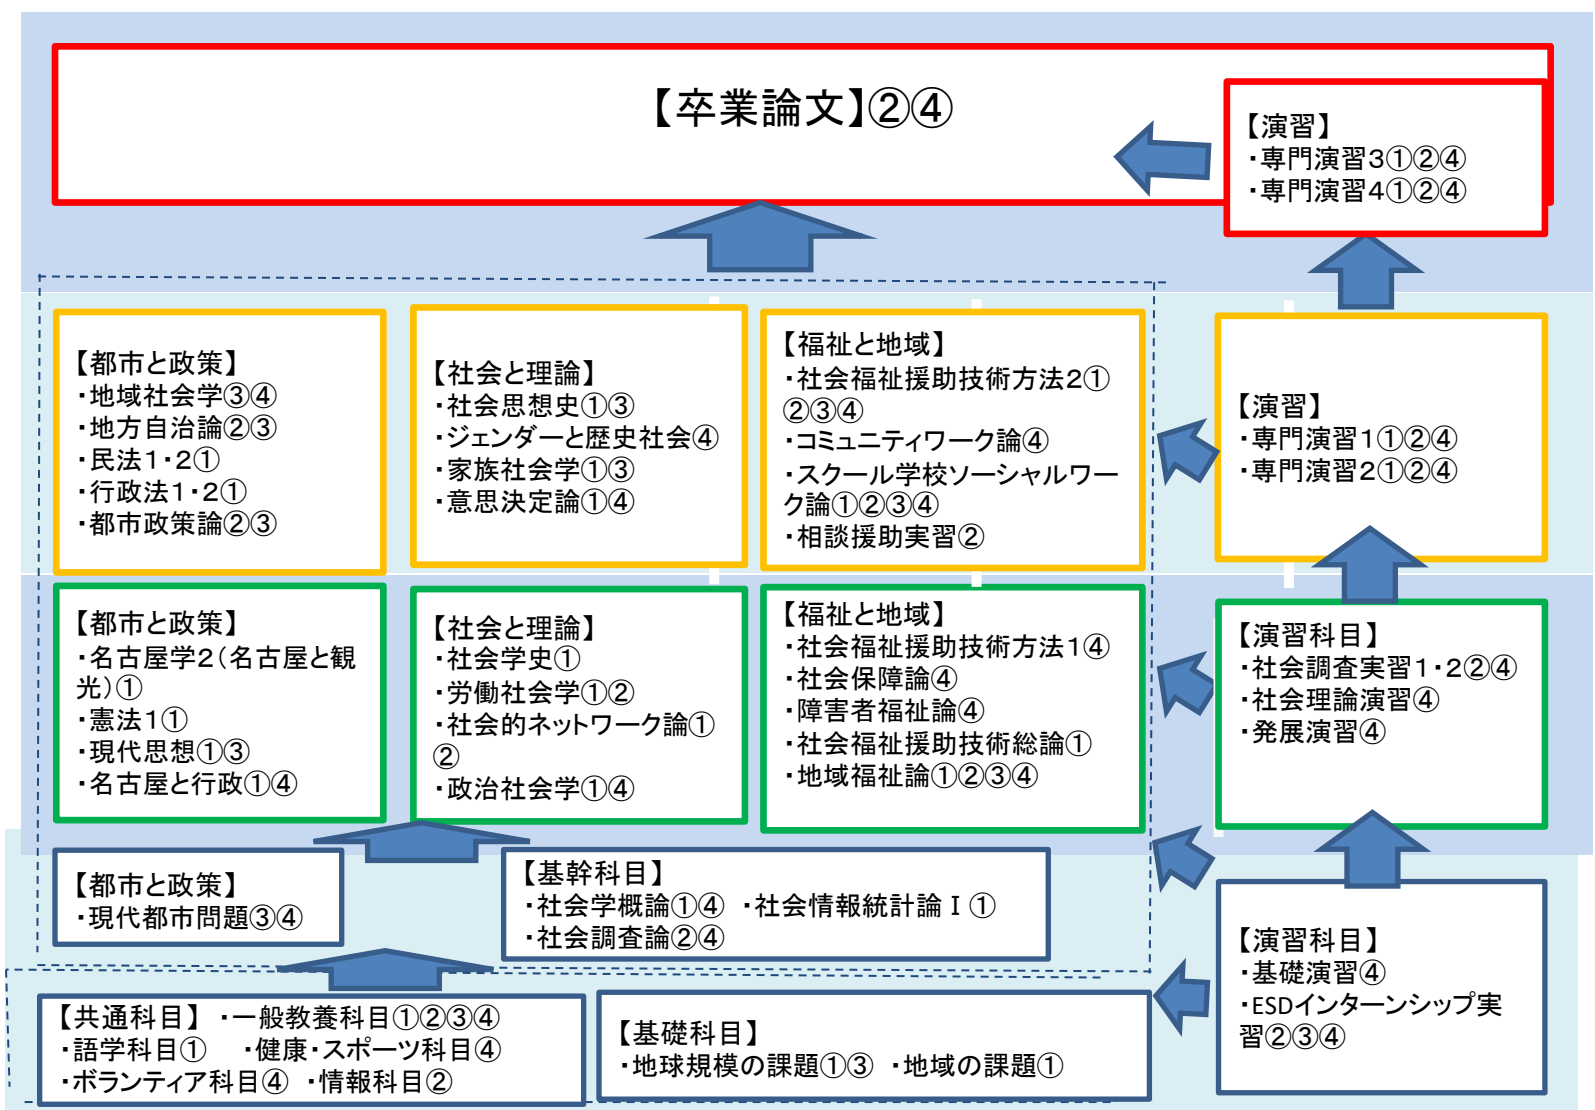 【卒業論文】②④
【演習】
・専門演習3①②④
・専門演習4①②④
【都市と政策】
・地域社会学③④
・地方自治論②③
・民法1・2①
・行政法1・2①
・都市政策論②③
【社会と理論】
・社会思想史①③
・ジェンダーと歴史社会④
・家族社会学①③
・意思決定論①④
【福祉と地域】
・社会福祉援助技術方法2①
②③④
・コミュニティワーク論④
・スクール学校ソーシャルワー
ク論①②③④
・相談援助実習②
【演習】
・専門演習1①②④
・専門演習2①②④
【都市と政策】
・名古屋学2(名古屋と観
光)①
・憲法1①
・現代思想①③
・名古屋と行政①④
【社会と理論】
・社会学史①
・労働社会学①②
・社会的ネットワーク論①
②
・政治社会学①④
【福祉と地域】
・社会福祉援助技術方法1④
・社会保障論④
・障害者福祉論④
・社会福祉援助技術総論①
・地域福祉論①②③④
【演習科目】
・社会調査実習1・2②④
・社会理論演習④
・発展演習④
【都市と政策】
・現代都市問題③④
【基幹科目】
・社会学概論①④ ・社会情報統計論Ⅰ①
・社会調査論②④
【演習科目】
・基礎演習④
・ESDインターンシップ実
習②③④
【共通科目】 ・一般教養科目①②③④
・語学科目① ・健康・スポーツ科目④
・ボランティア科目④ ・情報科目②
【基礎科目】
・地球規模の課題①③ ・地域の課題①